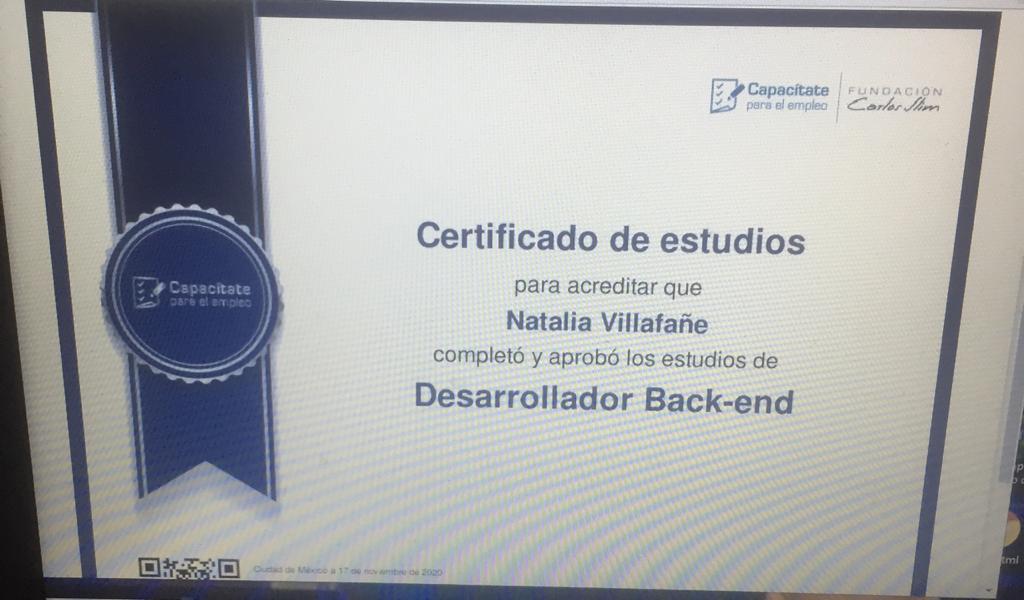 Capacítate
para el empleo
FUNDACIÓN
Carlos Slim
Certificado de estudios
para acreditar que
Natalia Villafañe
completó y aprobó los estudios de
Desarrollador Back-end
Capacítate
para el empleo
Ciudad de México a 17 de noviembre de 2020